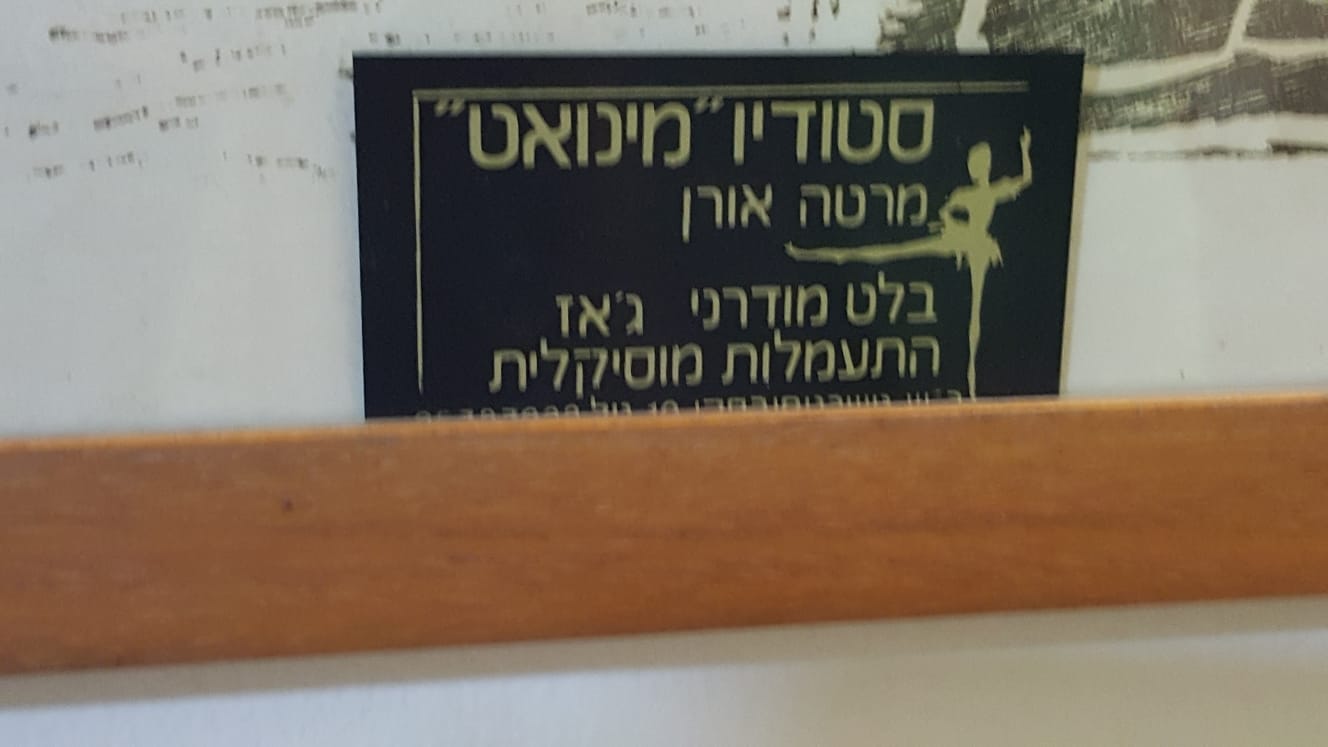 סטודיו "מינואט"
מרטה אורן
בלט מודרני ג'אז
התעמלות מוסיקלית